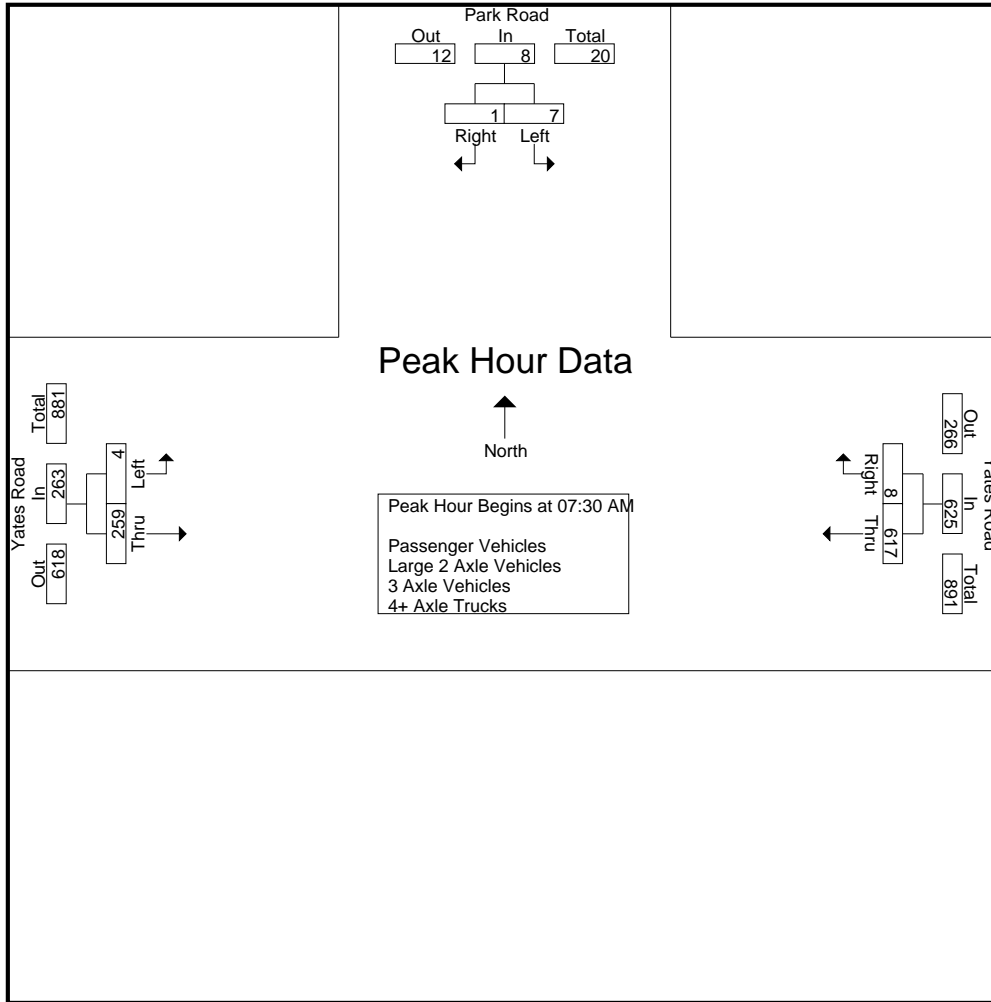 Park Road
Out In Total
12 8 20
1 7
Right Left
Peak Hour Data
North
Peak Hour Begins at 07:30 AM
Passenger Vehicles
Large 2 Axle Vehicles
3 Axle Vehicles
4+ Axle Trucks
Yates Road
Out In Total
618 263 881
4 259
Left Thru
Yates Road
Out In Total
266 625 891
8 617
Right Thru